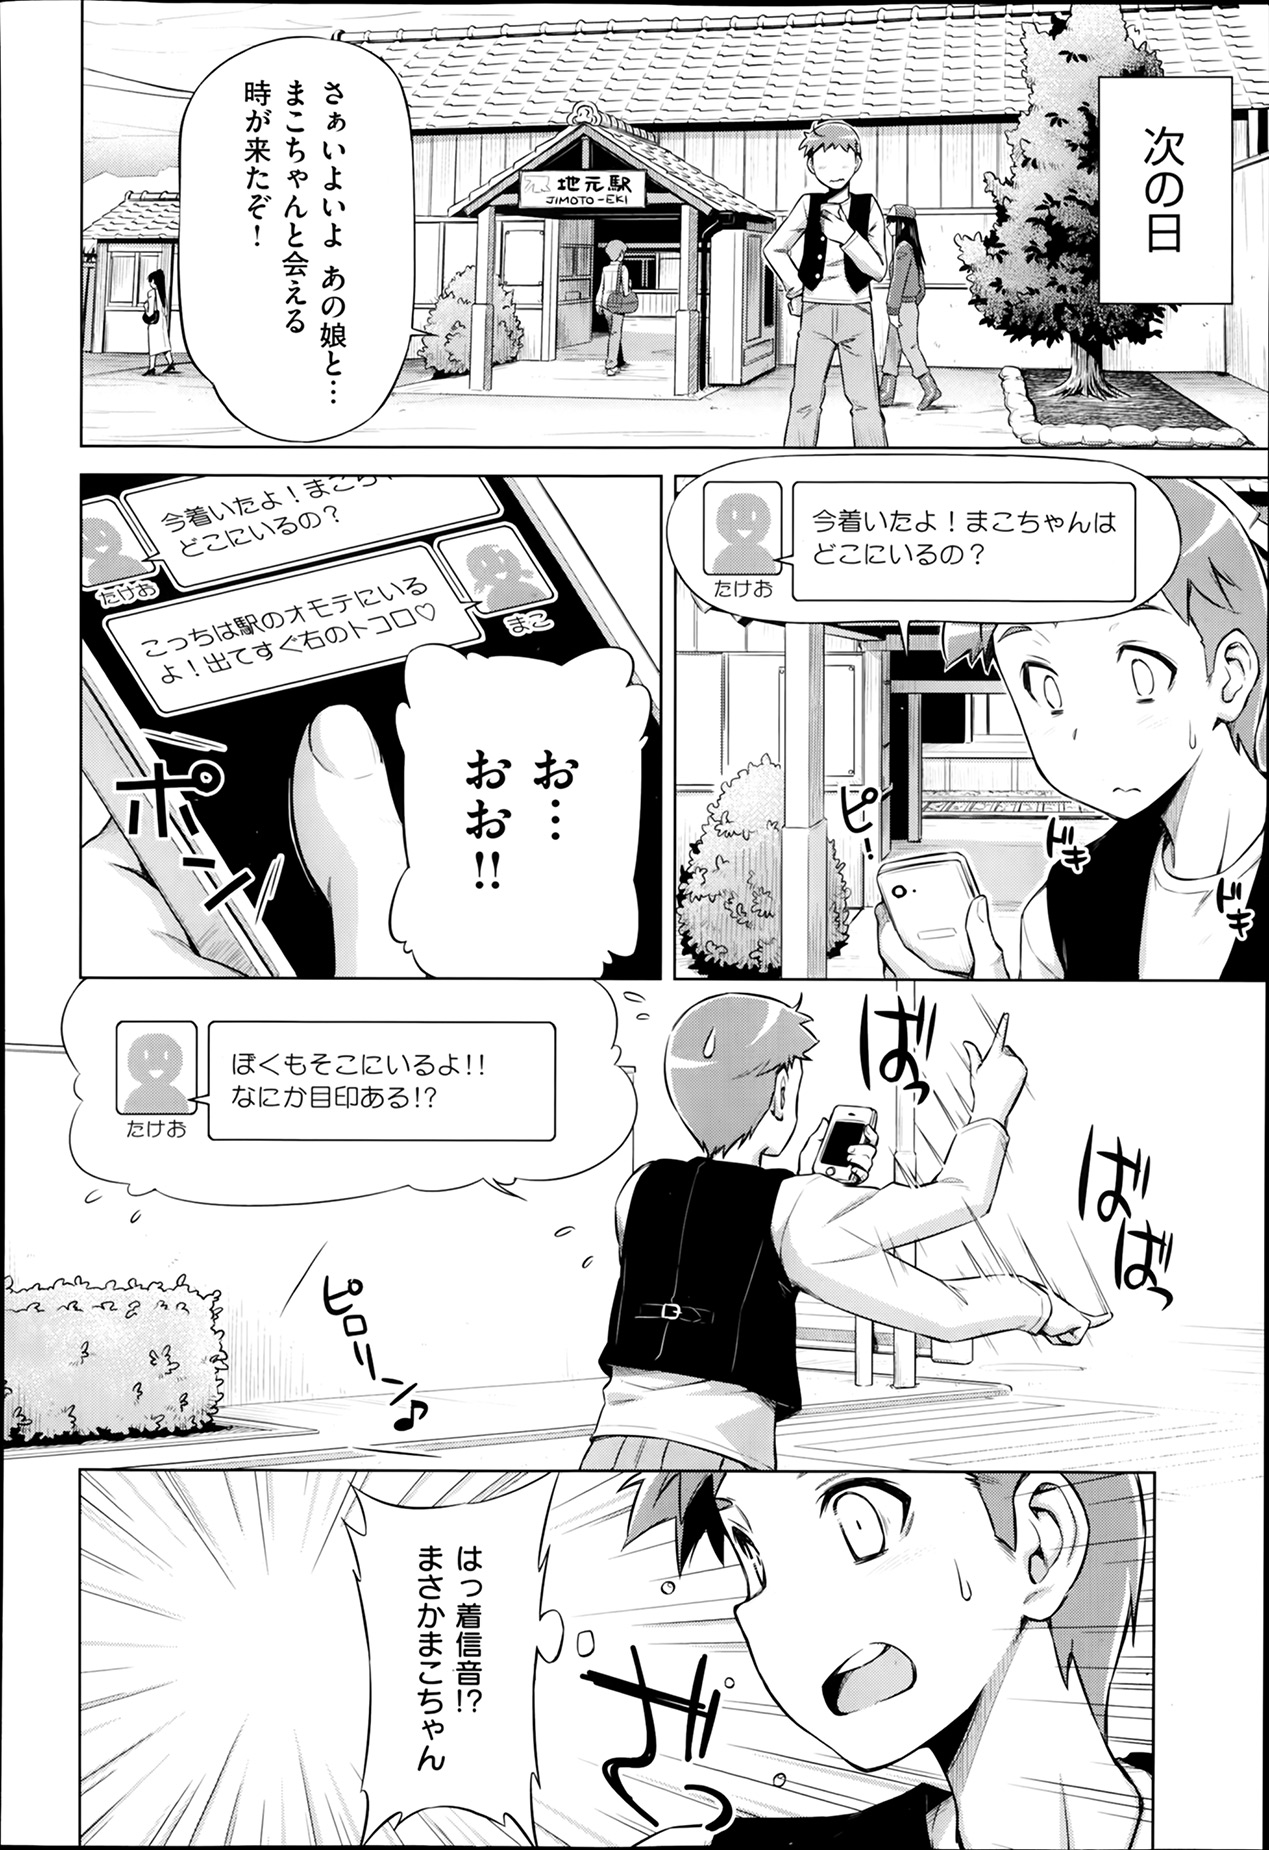 次の日
地元駅
JIMOTO-EKI
さぁいよいよ あの娘と…
まこちゃんと会える
時が来たぞ！
今着いたよ！まこちゃんは
どこにいるの？
たけお
ピ！
ドキ
ドキ
今着いたよ！まこちゃ
どこにいるの？
たけお
こっちは駅のオモテにいる
よ！出てすぐ右のトコロ♡
まこ
お…
おお!!
ポン
ぼくもそこにいるよ!!
なにか目印ある!?
たけお
ばっ
ばばばっ
ピロリン♪
はっ着信音!?
まさかまこちゃん